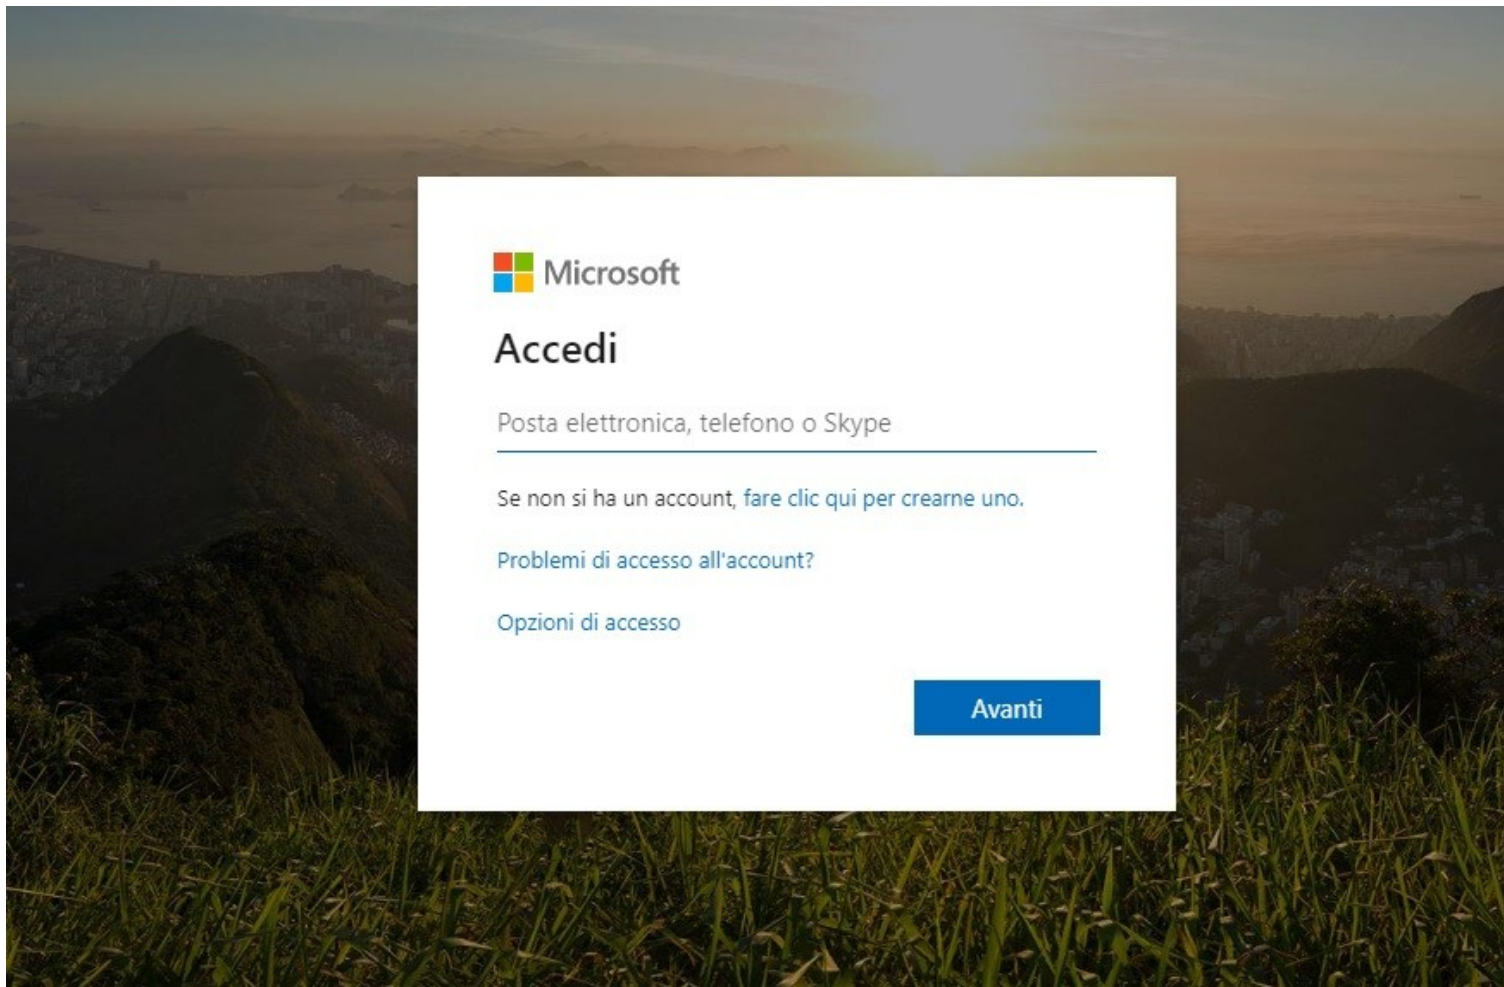 Microsoft
Accedi
Posta elettronica, telefono o Skype
Se non si ha un account, fare clic qui per crearne uno.
Problemi di accesso all'account?
Opzioni di accesso
Avanti